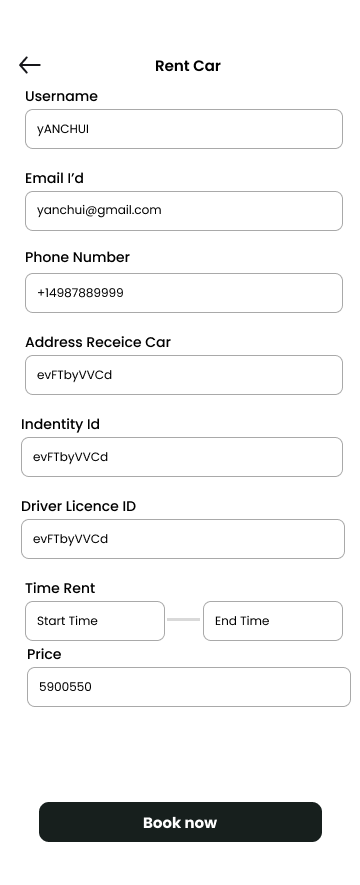 Rent Car
Username
yANCHUI
Email I'd
yanchui@gmail.com
Phone Number
+14987889999
Address Receice Car
evFTbyVVCd
Indentity Id
evFTbyVVCd
Driver Licence ID
evFTbyVVCd
Time Rent
Start Time End Time
Price
5900550
Book now